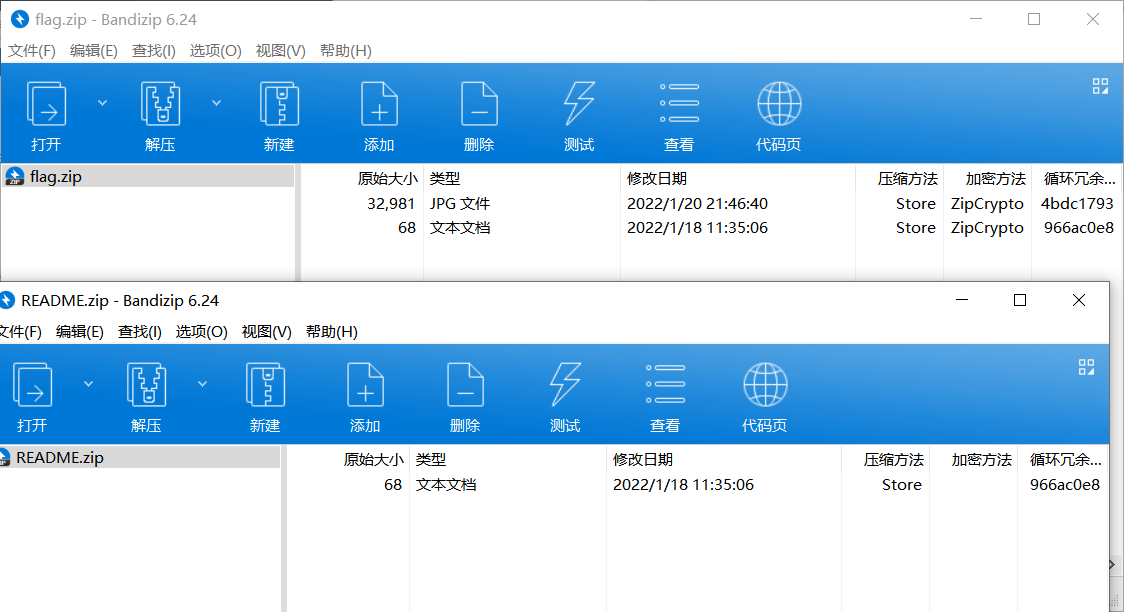 flag.zip - Bandizip 6.24
文件(F) 编辑(E) 查找(I) 选项(O) 视图(V) 帮助(H)
打开 解压 新建 添加 删除 测试 查看 代码页
flag.zip
原始大小 类型 修改日期 压缩方法 加密方法 循环冗余...
32,981 JPG 文件 2022/1/20 21:46:40 Store ZipCrypto 4bdc1793
68 文本文档 2022/1/18 11:35:06 Store ZipCrypto 966ac0e8
README.zip - Bandizip 6.24
文件(F) 编辑(E) 查找(I) 选项(O) 视图(V) 帮助(H)
打开 解压 新建 添加 删除 测试 查看 代码页
README.zip
原始大小 类型 修改日期 压缩方法 加密方法 循环冗余...
68 文本文档 2022/1/18 11:35:06 Store 966ac0e8